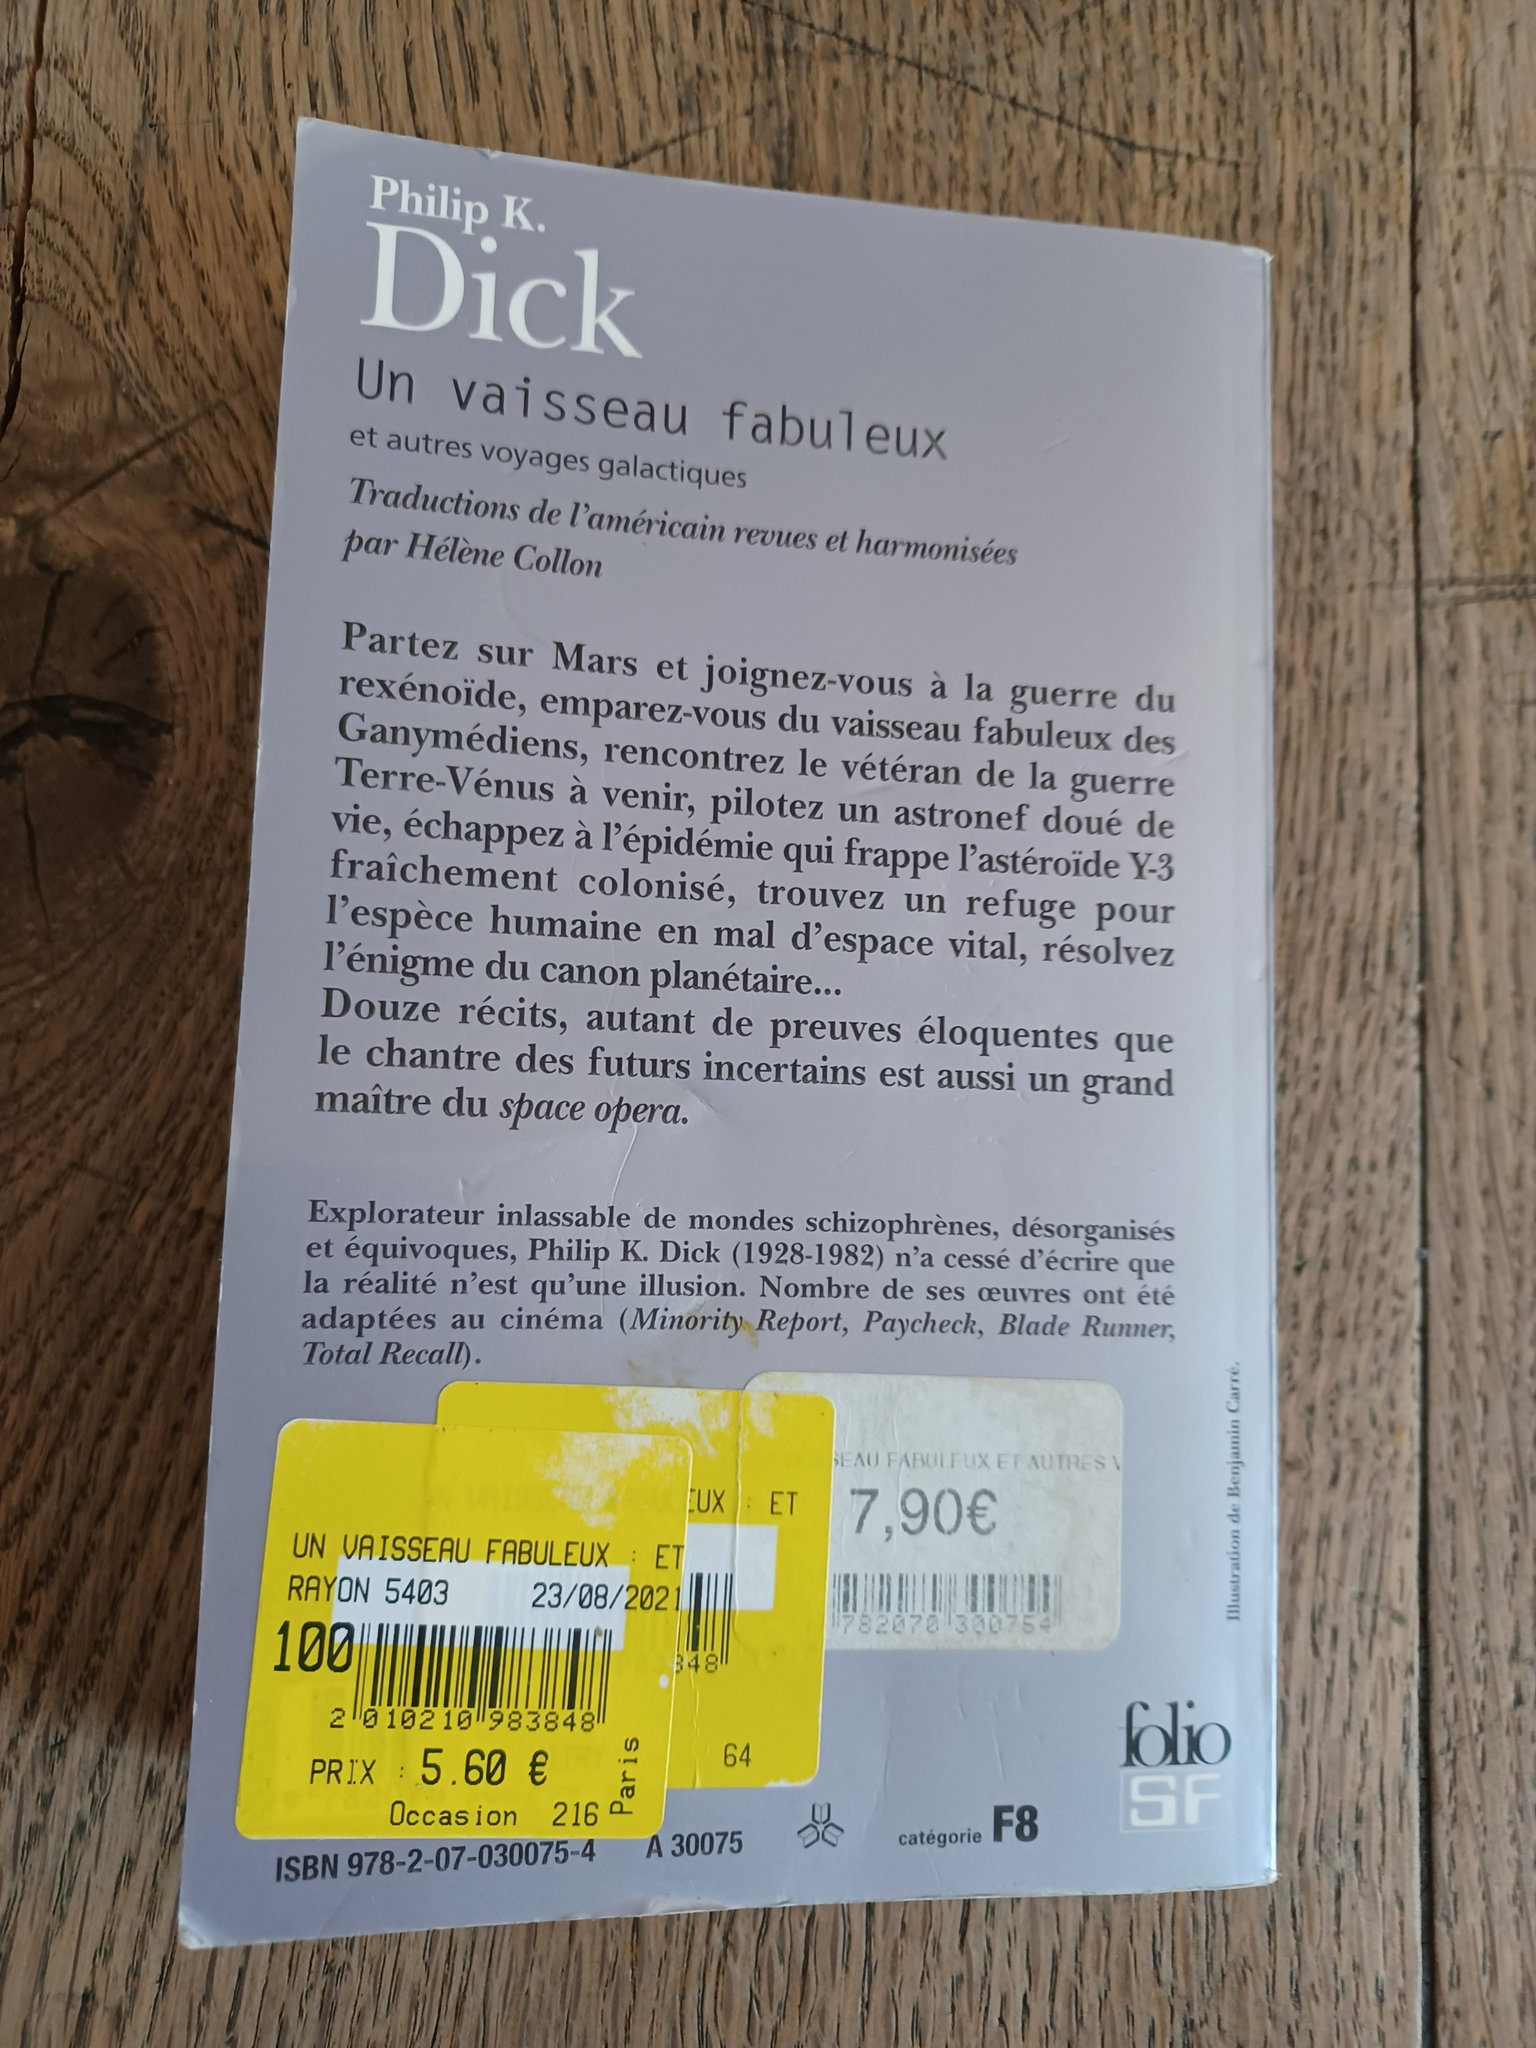 Philip K.
Dick
Un vaisseau fabuleux
et autres voyages galactiques
Traductions de l'américain revues et harmonisées
par Hélène Collon
Partez sur Mars et joignez-vous à la guerre du
rexénoïde, emparez-vous du vaisseau fabuleux des
Ganymédiens, rencontrez le vétéran de la guerre
Terre-Vénus à venir, pilotez un astronef doué de
vie, échappez à l'épidémie qui frappe l'astéroïde Y-3
fraîchement colonisé, trouvez un refuge pour
l'espèce humaine en mal d'espace vital, résolvez
l'énigme du canon planétaire...
Douze récits, autant de preuves éloquentes que
le chantre des futurs incertains est aussi un grand
maître du space opera.
Explorateur inlassable de mondes schizophrènes, désorganisés
et équivoques, Philip K. Dick (1928-1982) n'a cessé d'écrire que
la réalité n'est qu'une illusion. Nombre de ses œuvres ont été
adaptées au cinéma (Minority Report, Paycheck, Blade Runner,
Total Recall).
Illustration de Benjamin Carré.
SEAU FABULEUX ET AUTRES V
7,90€
782070 300754
EUX : ET
848
64
UN VAISSEAU FABULEUX : ET
RAYON 5403 23/08/2021
100
2 010210 983848
PRIX : 5.60 €
Occasion 216
Paris
ISBN 978-2-07-030075-4 A 30075
catégorie F8
folio
SF